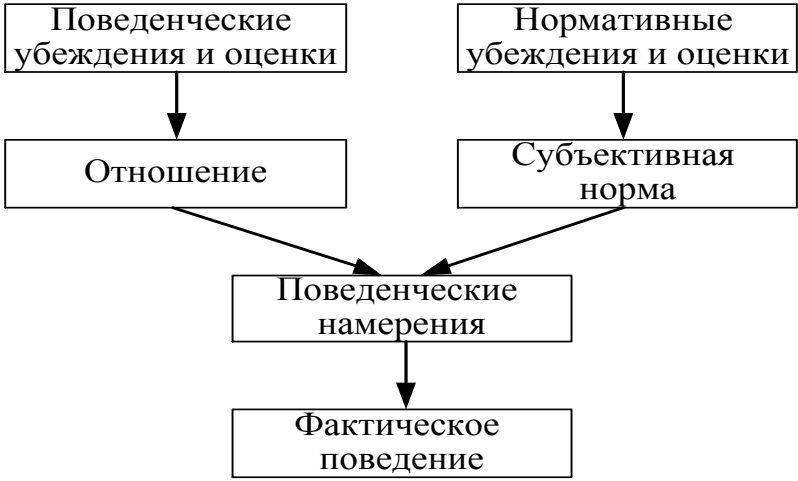 Поведенческие
убеждения и оценки
Нормативные
убеждения и оценки
Отношение
Субъективная
норма
Поведенческие
намерения
Фактическое
поведение